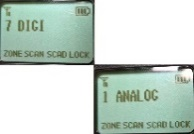 7 DIGI
ZONE SCAN SCAD LOCK
1 ANALOG
ZONE SCAN SCAD LOCK